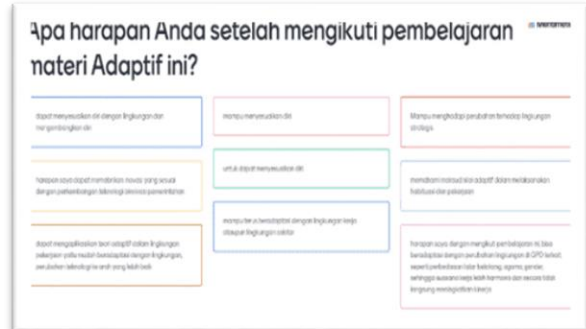 Apa harapan Anda setelah mengikuti pembelajaran
materi Adaptif ini?
dapat menyesuaikan diri dengan lingkungan dan
mengembangkan diri
harapan saya dapat memberikan inovasi yang sesuai
dengan perkembangan teknologi pemerintahan
dapat mengaplikasikan teori adaptif dalam lingkungan
pekerjaan yaitu mudah beradaptasi dengan lingkungan,
perubahan teknologi ke arah yang lebih baik
mampu menyesuaikan diri
untuk dapat menyesuaikan diri
mampu terus beradaptasi dengan lingkungan kerja
ataupun lingkungan sekitar
Mampu menghadapi perubahan terhadap lingkungan
strategis
memahami maksud nilai adaptif dalam melaksanakan
habituasi dan pekerjaan
harapan saya dengan mengikuti pembelajaran ini, bisa
beradaptasi dengan perubahan lingkungan di OPD terkait,
seperti perbedaan latar belakang, agama, gender,
sehingga suasana kerja lebih harmonis dan secara tidak
langsung meningkatkan kinerja